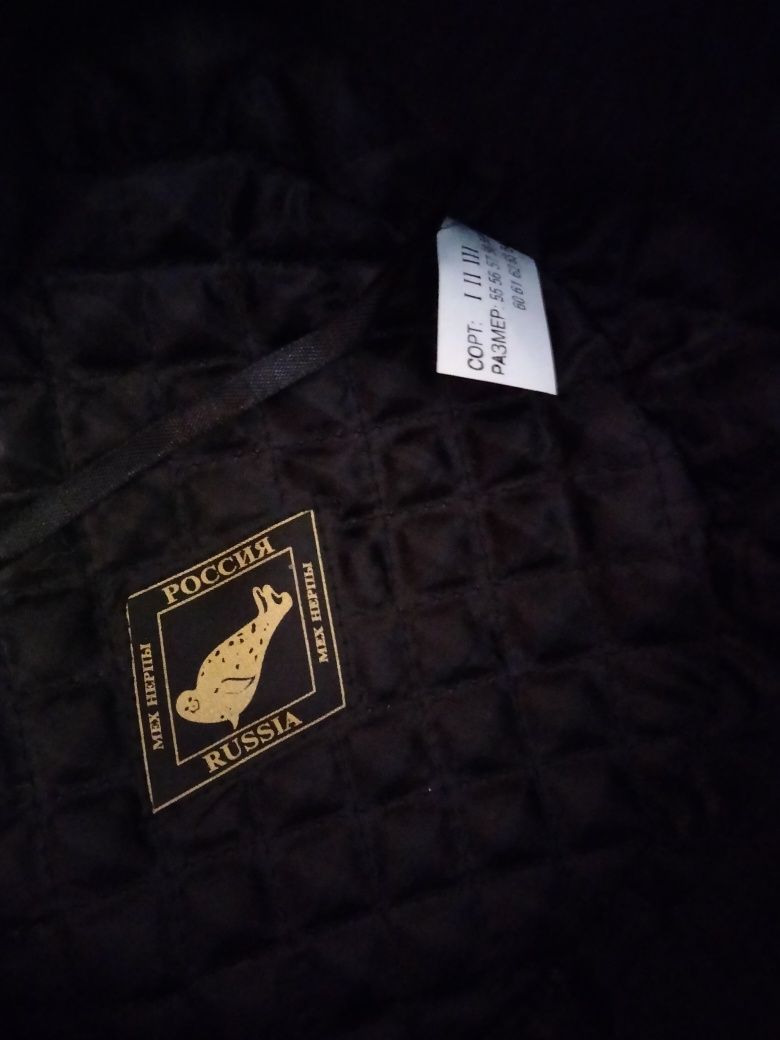 СОРТ: I II III
РАЗМЕР: 55 56 57
60 61 62
РОССИЯ
МЕХ НЕРПЫ
МЕХ НЕРПЫ
RUSSIA